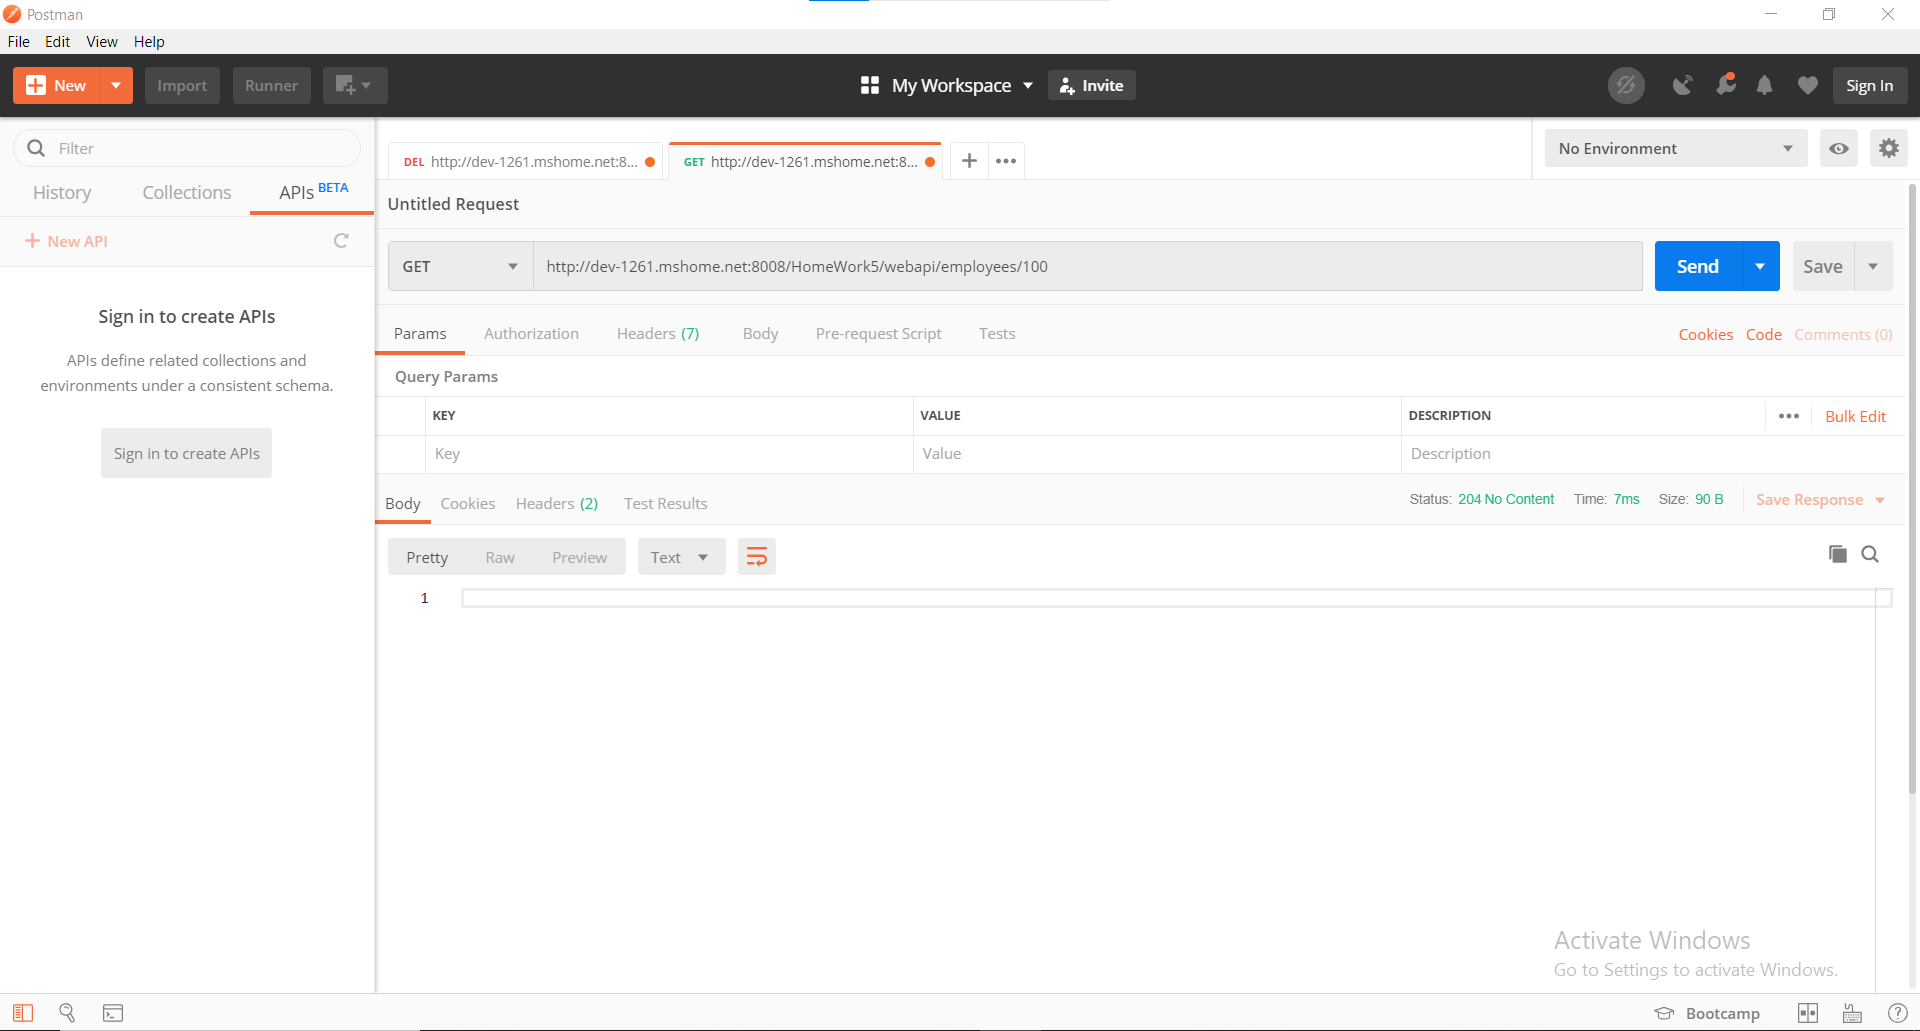 Postman
File Edit View Help
New Import Runner My Workspace Invite Sign In
Filter
History Collections APIs BETA
New API
Sign in to create APIs
APIs define related collections and
environments under a consistent schema.
Sign in to create APIs
DEL http://dev-1261.mshome.net:8... GET http://dev-1261.mshome.net:8... No Environment
Untitled Request
GET http://dev-1261.mshome.net:8008/HomeWork5/webapi/employees/100 Send Save
Params Authorization Headers (7) Body Pre-request Script Tests Cookies Code Comments (0)
Query Params
KEY VALUE DESCRIPTION Bulk Edit
Key Value Description
Body Cookies Headers (2) Test Results Status: 204 No Content Time: 7ms Size: 90 B Save Response
Pretty Raw Preview Text
1
Activate Windows
Go to Settings to activate Windows.
Bootcamp